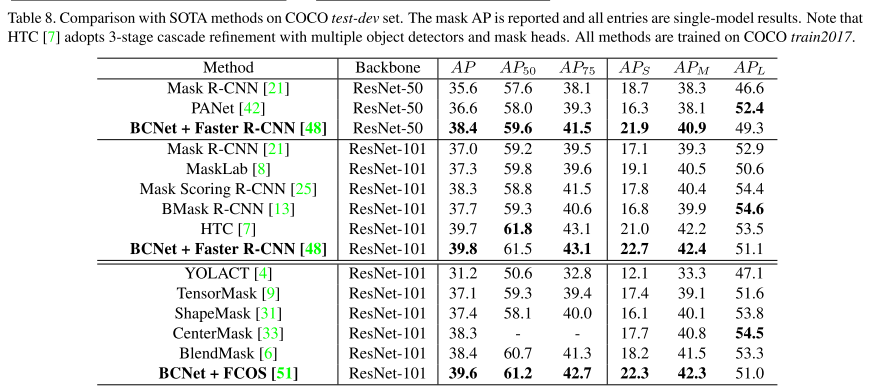 Table 8. Comparison with SOTA methods on COCO test-dev set. The mask AP is reported and all entries are single-model results. Note that
HTC [7] adopts 3-stage cascade refinement with multiple object detectors and mask heads. All methods are trained on COCO train2017.
Method Backbone AP AP50 AP75 APS APM APL
Mask R-CNN [21] ResNet-50 35.6 57.6 38.1 18.7 38.3 46.6
PANet [42] ResNet-50 36.6 58.0 39.3 16.3 38.1 52.4
BCNet + Faster R-CNN [48] ResNet-50 38.4 59.6 41.5 21.9 40.9 49.3
Mask R-CNN [21] ResNet-101 37.0 59.2 39.5 17.1 39.3 52.9
MaskLab [8] ResNet-101 37.3 59.8 39.6 19.1 40.5 50.6
Mask Scoring R-CNN [25] ResNet-101 38.3 58.8 41.5 17.8 40.4 54.4
BMask R-CNN [13] ResNet-101 37.7 59.3 40.6 16.8 39.9 54.6
HTC [7] ResNet-101 39.7 61.8 43.1 21.0 42.2 53.5
BCNet + Faster R-CNN [48] ResNet-101 39.8 61.5 43.1 22.7 42.4 51.1
YOLACT [4] ResNet-101 31.2 50.6 32.8 12.1 33.3 47.1
TensorMask [9] ResNet-101 37.1 59.3 39.4 17.4 39.1 51.6
ShapeMask [31] ResNet-101 37.4 58.1 40.0 16.1 40.1 53.8
CenterMask [33] ResNet-101 38.3 - - 17.7 40.8 54.5
BlendMask [6] ResNet-101 38.4 60.7 41.3 18.2 41.5 53.3
BCNet + FCOS [51] ResNet-101 39.6 61.2 42.7 22.3 42.3 51.0